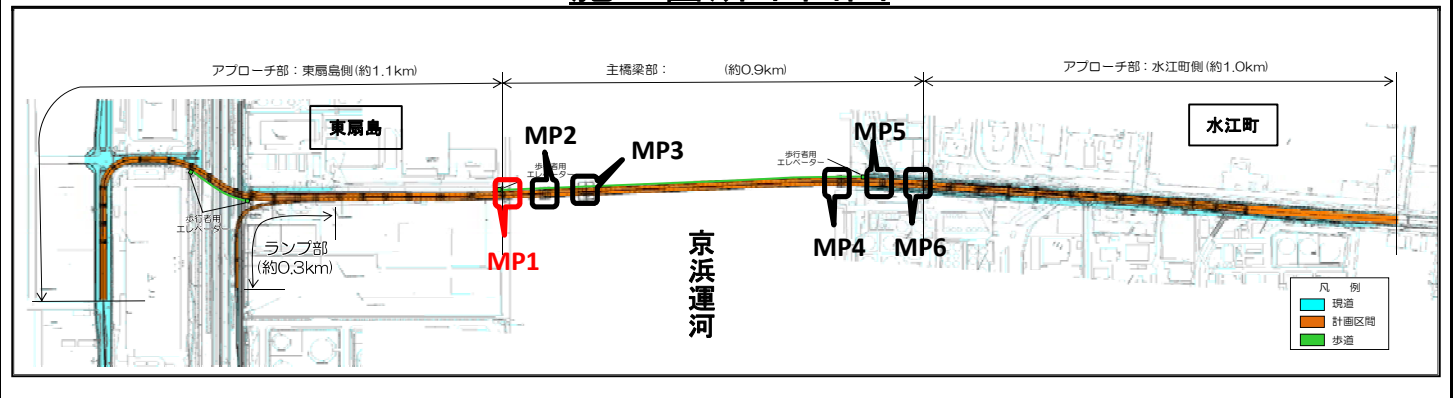 アプローチ部：東扇島側(約1.1km)
主橋梁部： (約0.9km)
アプローチ部：水江町側(約1.0km)
東扇島
水江町
MP2
MP3
MP5
歩行者用
エレベーター
歩行者用
エレベーター
歩行者用
エレベーター
ランプ部
(約0.3km)
MP1
京浜運河
MP4
MP6
凡 例
現道
計画区間
歩道